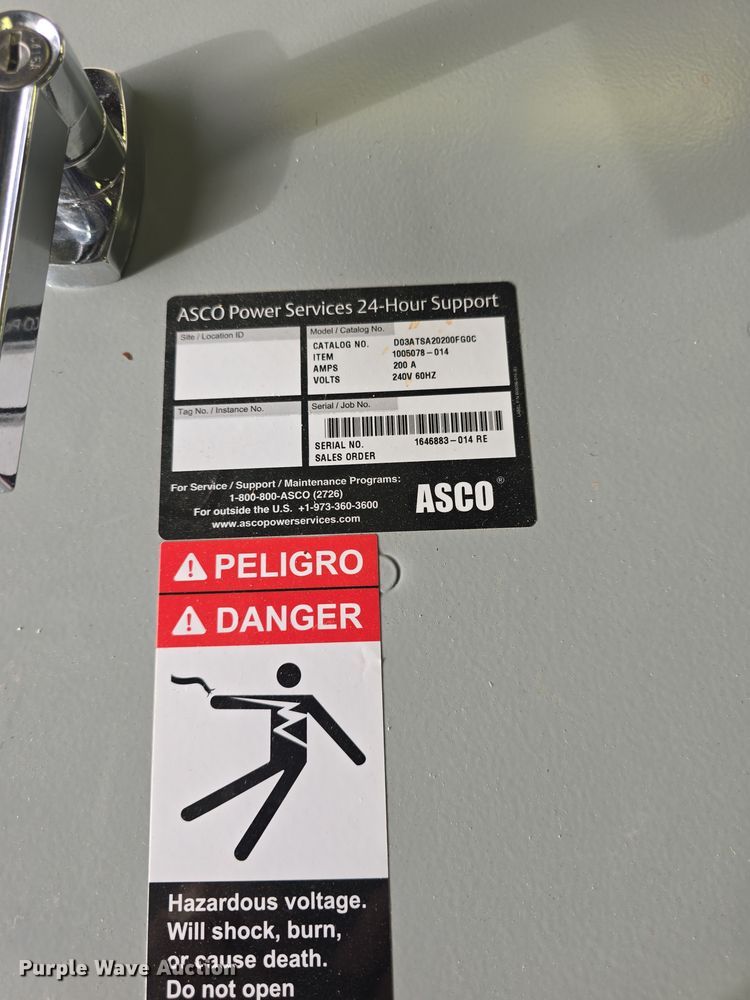 ASCO Power Services 24-Hour Support
Site / Location ID
Model / Catalog No.
CATALOG NO. D03ATSA20200FG0C
ITEM 1005078-014
AMPS 200 A
VOLTS 240V 60HZ
Tag No. / Instance No.
Serial / Job No.
SERIAL NO. 1646883-014 RE
SALES ORDER
For Service / Support / Maintenance Programs:
1-800-800-ASCO (2726)
For outside the U.S. +1-973-360-3600
www.ascopowerservices.com
ASCO®
PELIGRO
DANGER
Hazardous voltage.
Will shock, burn,
or cause death.
Do not open
Purple Wave Auction